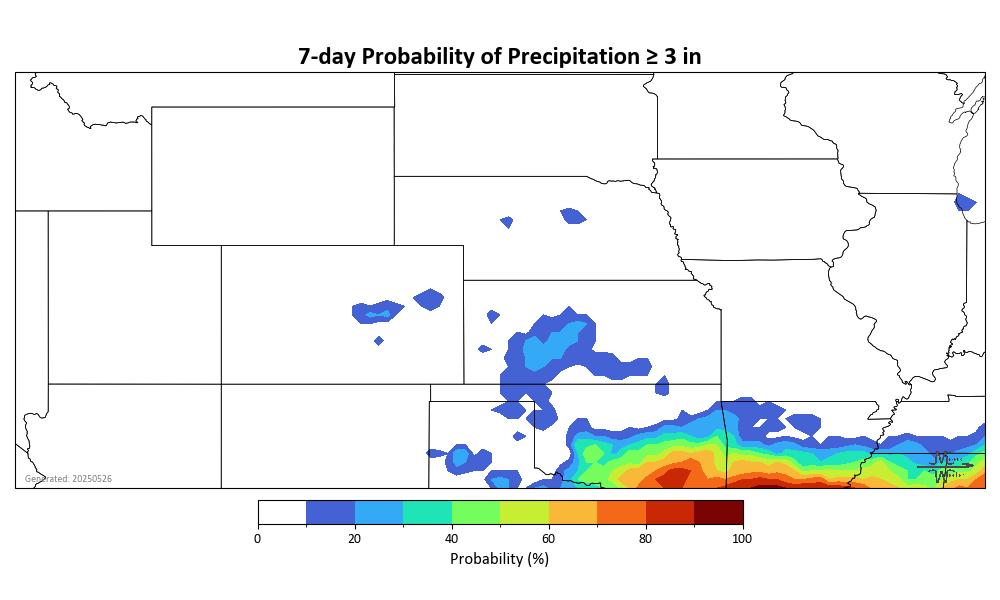 7-day Probability of Precipitation ≥ 3 in
Generated: 20250526
0 20 40 60 80 100
Probability (%)